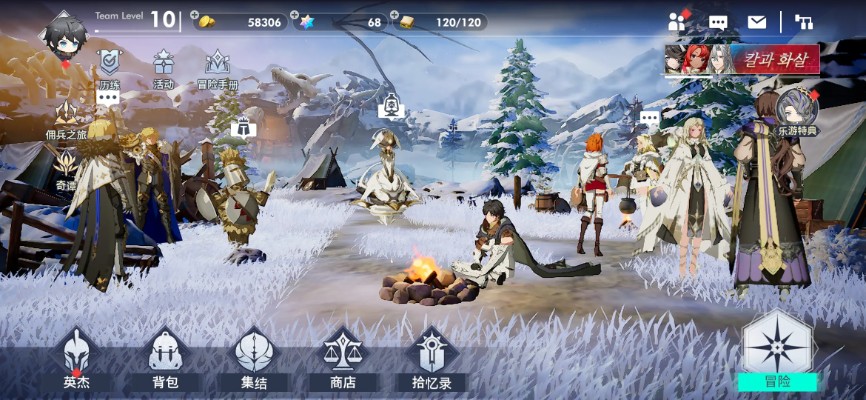 Team Level 10
58306
68
120/120
칼과 화살
历练
活动
冒险手册
佣兵之旅
奇谭
乐游特典
英杰
背包
集结
商店
拾忆录
冒险